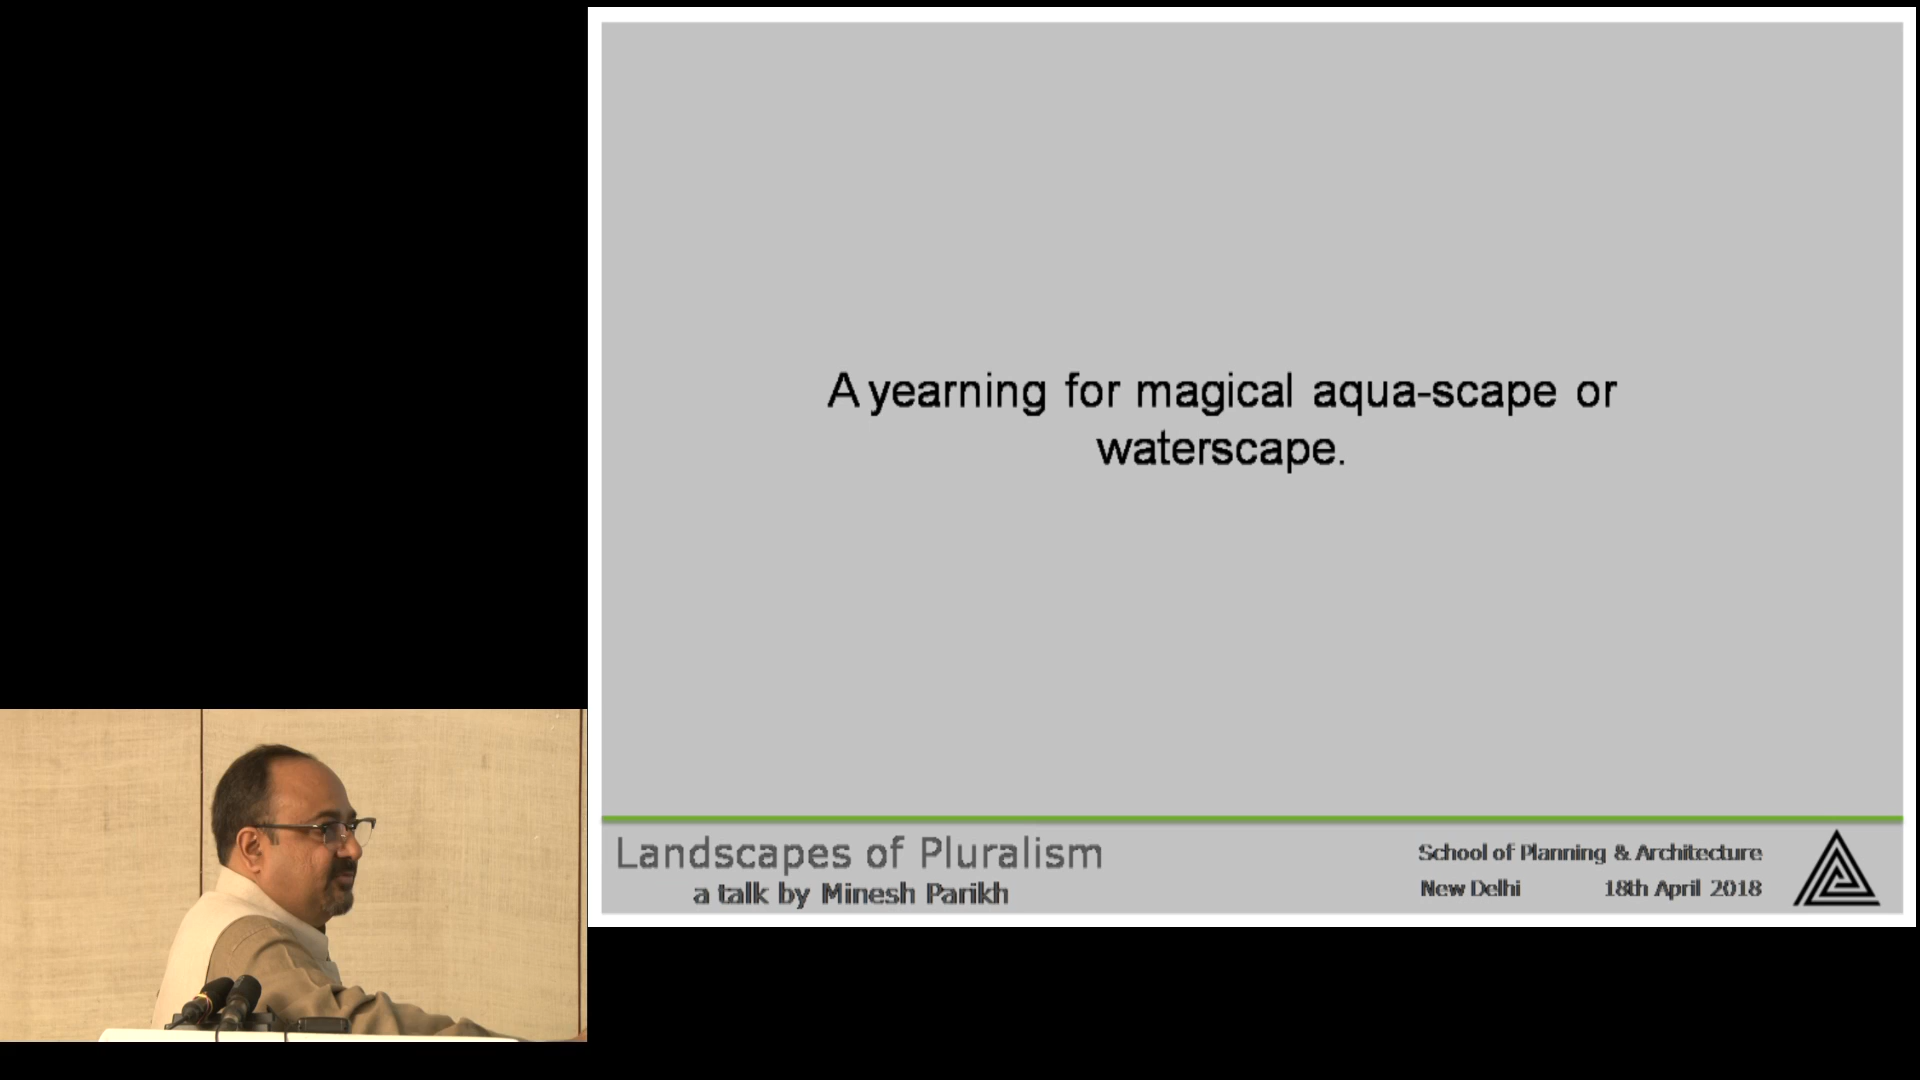 A yearning for magical aqua-scape or
waterscape.
Landscapes of Pluralism
a talk by Minesh Parikh
School of Planning & Architecture
New Delhi 18th April 2018